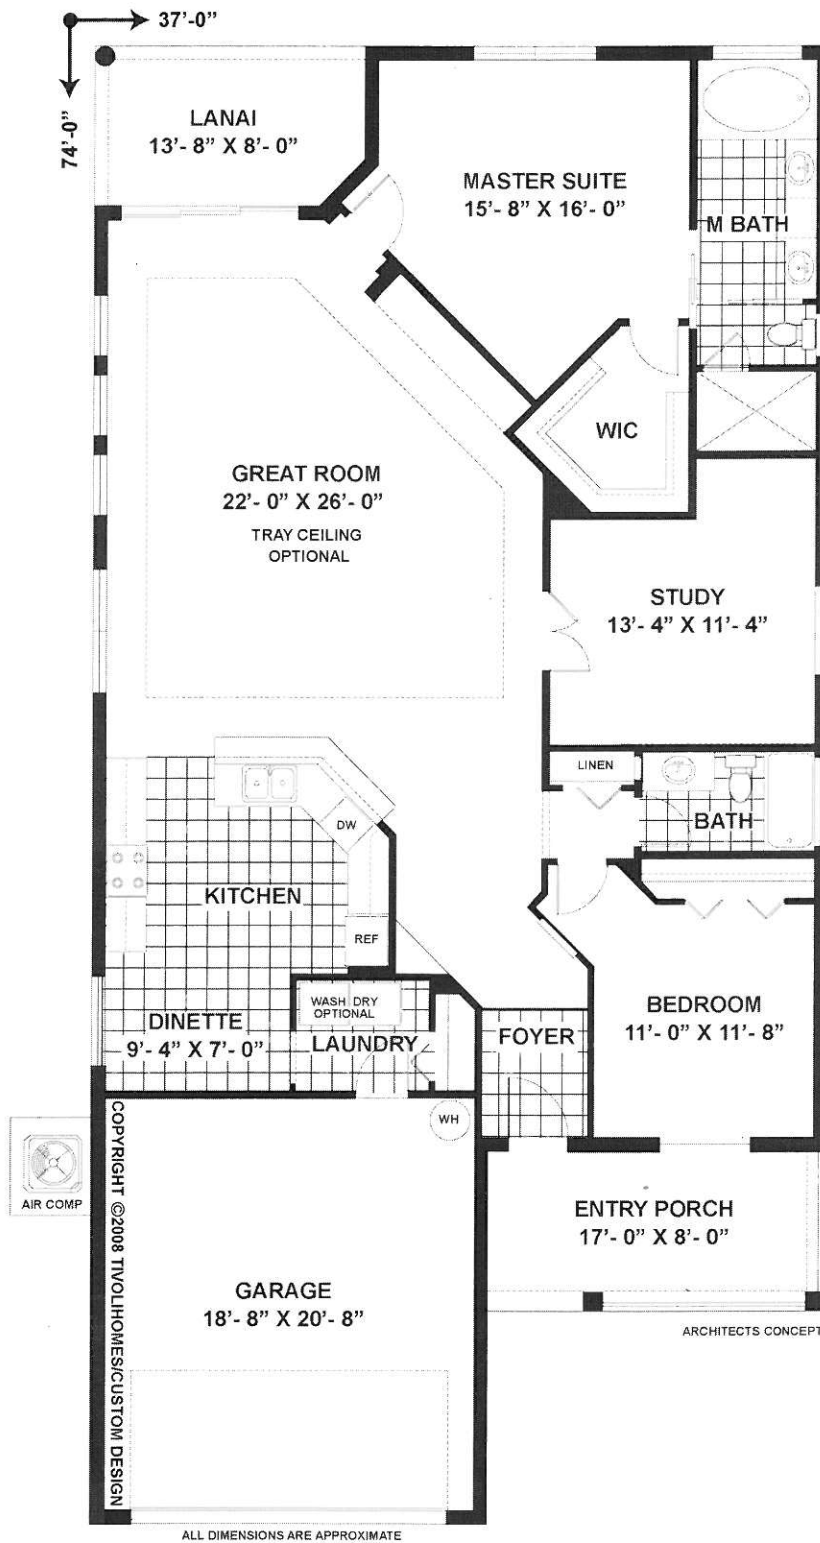 37'-0"
74'-0"
LANAI
13'- 8" X 8'- 0"
MASTER SUITE
15'- 8" X 16'- 0"
M BATH
WIC
GREAT ROOM
22'- 0" X 26'- 0"
TRAY CEILING
OPTIONAL
STUDY
13'- 4" X 11'- 4"
LINEN
BATH
DW
KITCHEN
REF
WASH DRY
OPTIONAL
LAUNDRY
DINETTE
9'- 4" X 7'- 0"
FOYER
BEDROOM
11'- 0" X 11'- 8"
WH
AIR COMP
COPYRIGHT ©2008 TIVOLIHOMES/CUSTOM DESIGN
ENTRY PORCH
17'- 0" X 8'- 0"
GARAGE
18'- 8" X 20'- 8"
ARCHITECTS CONCEPT
ALL DIMENSIONS ARE APPROXIMATE